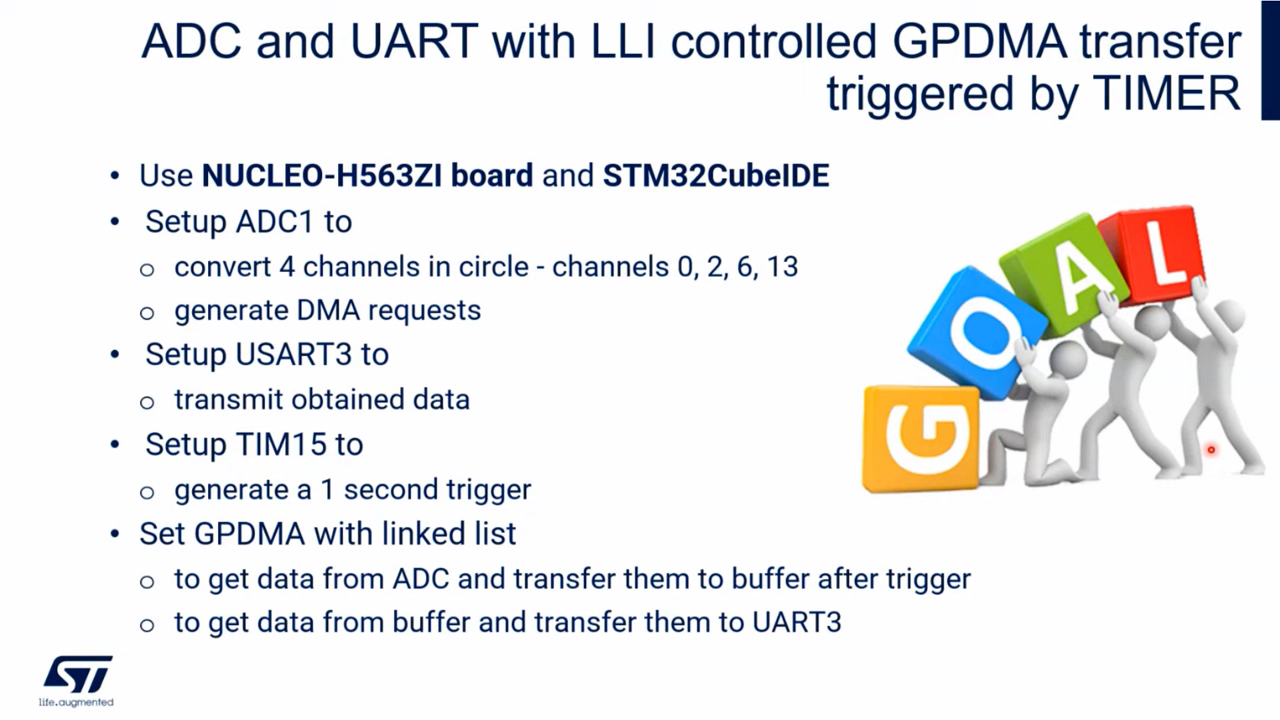 ADC and UART with LLI controlled GPDMA transfer
triggered by TIMER
• Use NUCLEO-H563ZI board and STM32CubeIDE
• Setup ADC1 to
o convert 4 channels in circle - channels 0, 2, 6, 13
o generate DMA requests
• Setup USART3 to
o transmit obtained data
• Setup TIM15 to
o generate a 1 second trigger
• Set GPDMA with linked list
o to get data from ADC and transfer them to buffer after trigger
o to get data from buffer and transfer them to UART3
GOAL
ST
life.augmented